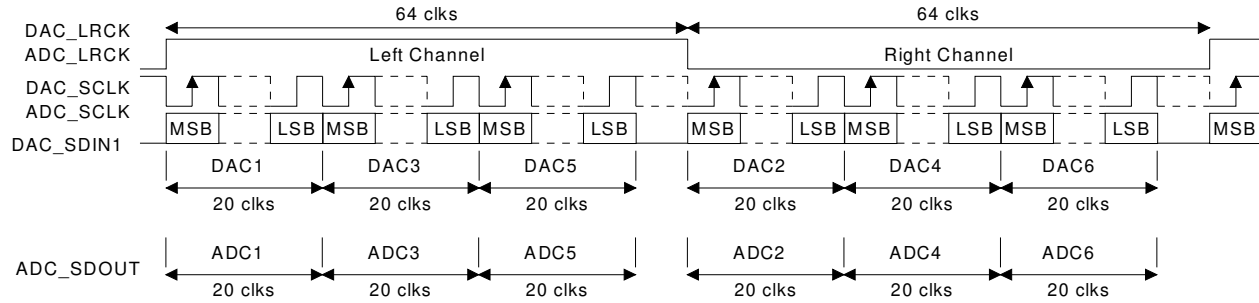 64 clks 64 clks
DAC_LRCK
ADC_LRCK Left Channel Right Channel
DAC_SCLK
ADC_SCLK
MSB LSB MSB LSB MSB LSB MSB LSB MSB LSB MSB LSB MSB
DAC_SDIN1
DAC1 DAC3 DAC5 DAC2 DAC4 DAC6
20 clks 20 clks 20 clks 20 clks 20 clks 20 clks
ADC1 ADC3 ADC5 ADC2 ADC4 ADC6
ADC_SDOUT
20 clks 20 clks 20 clks 20 clks 20 clks 20 clks